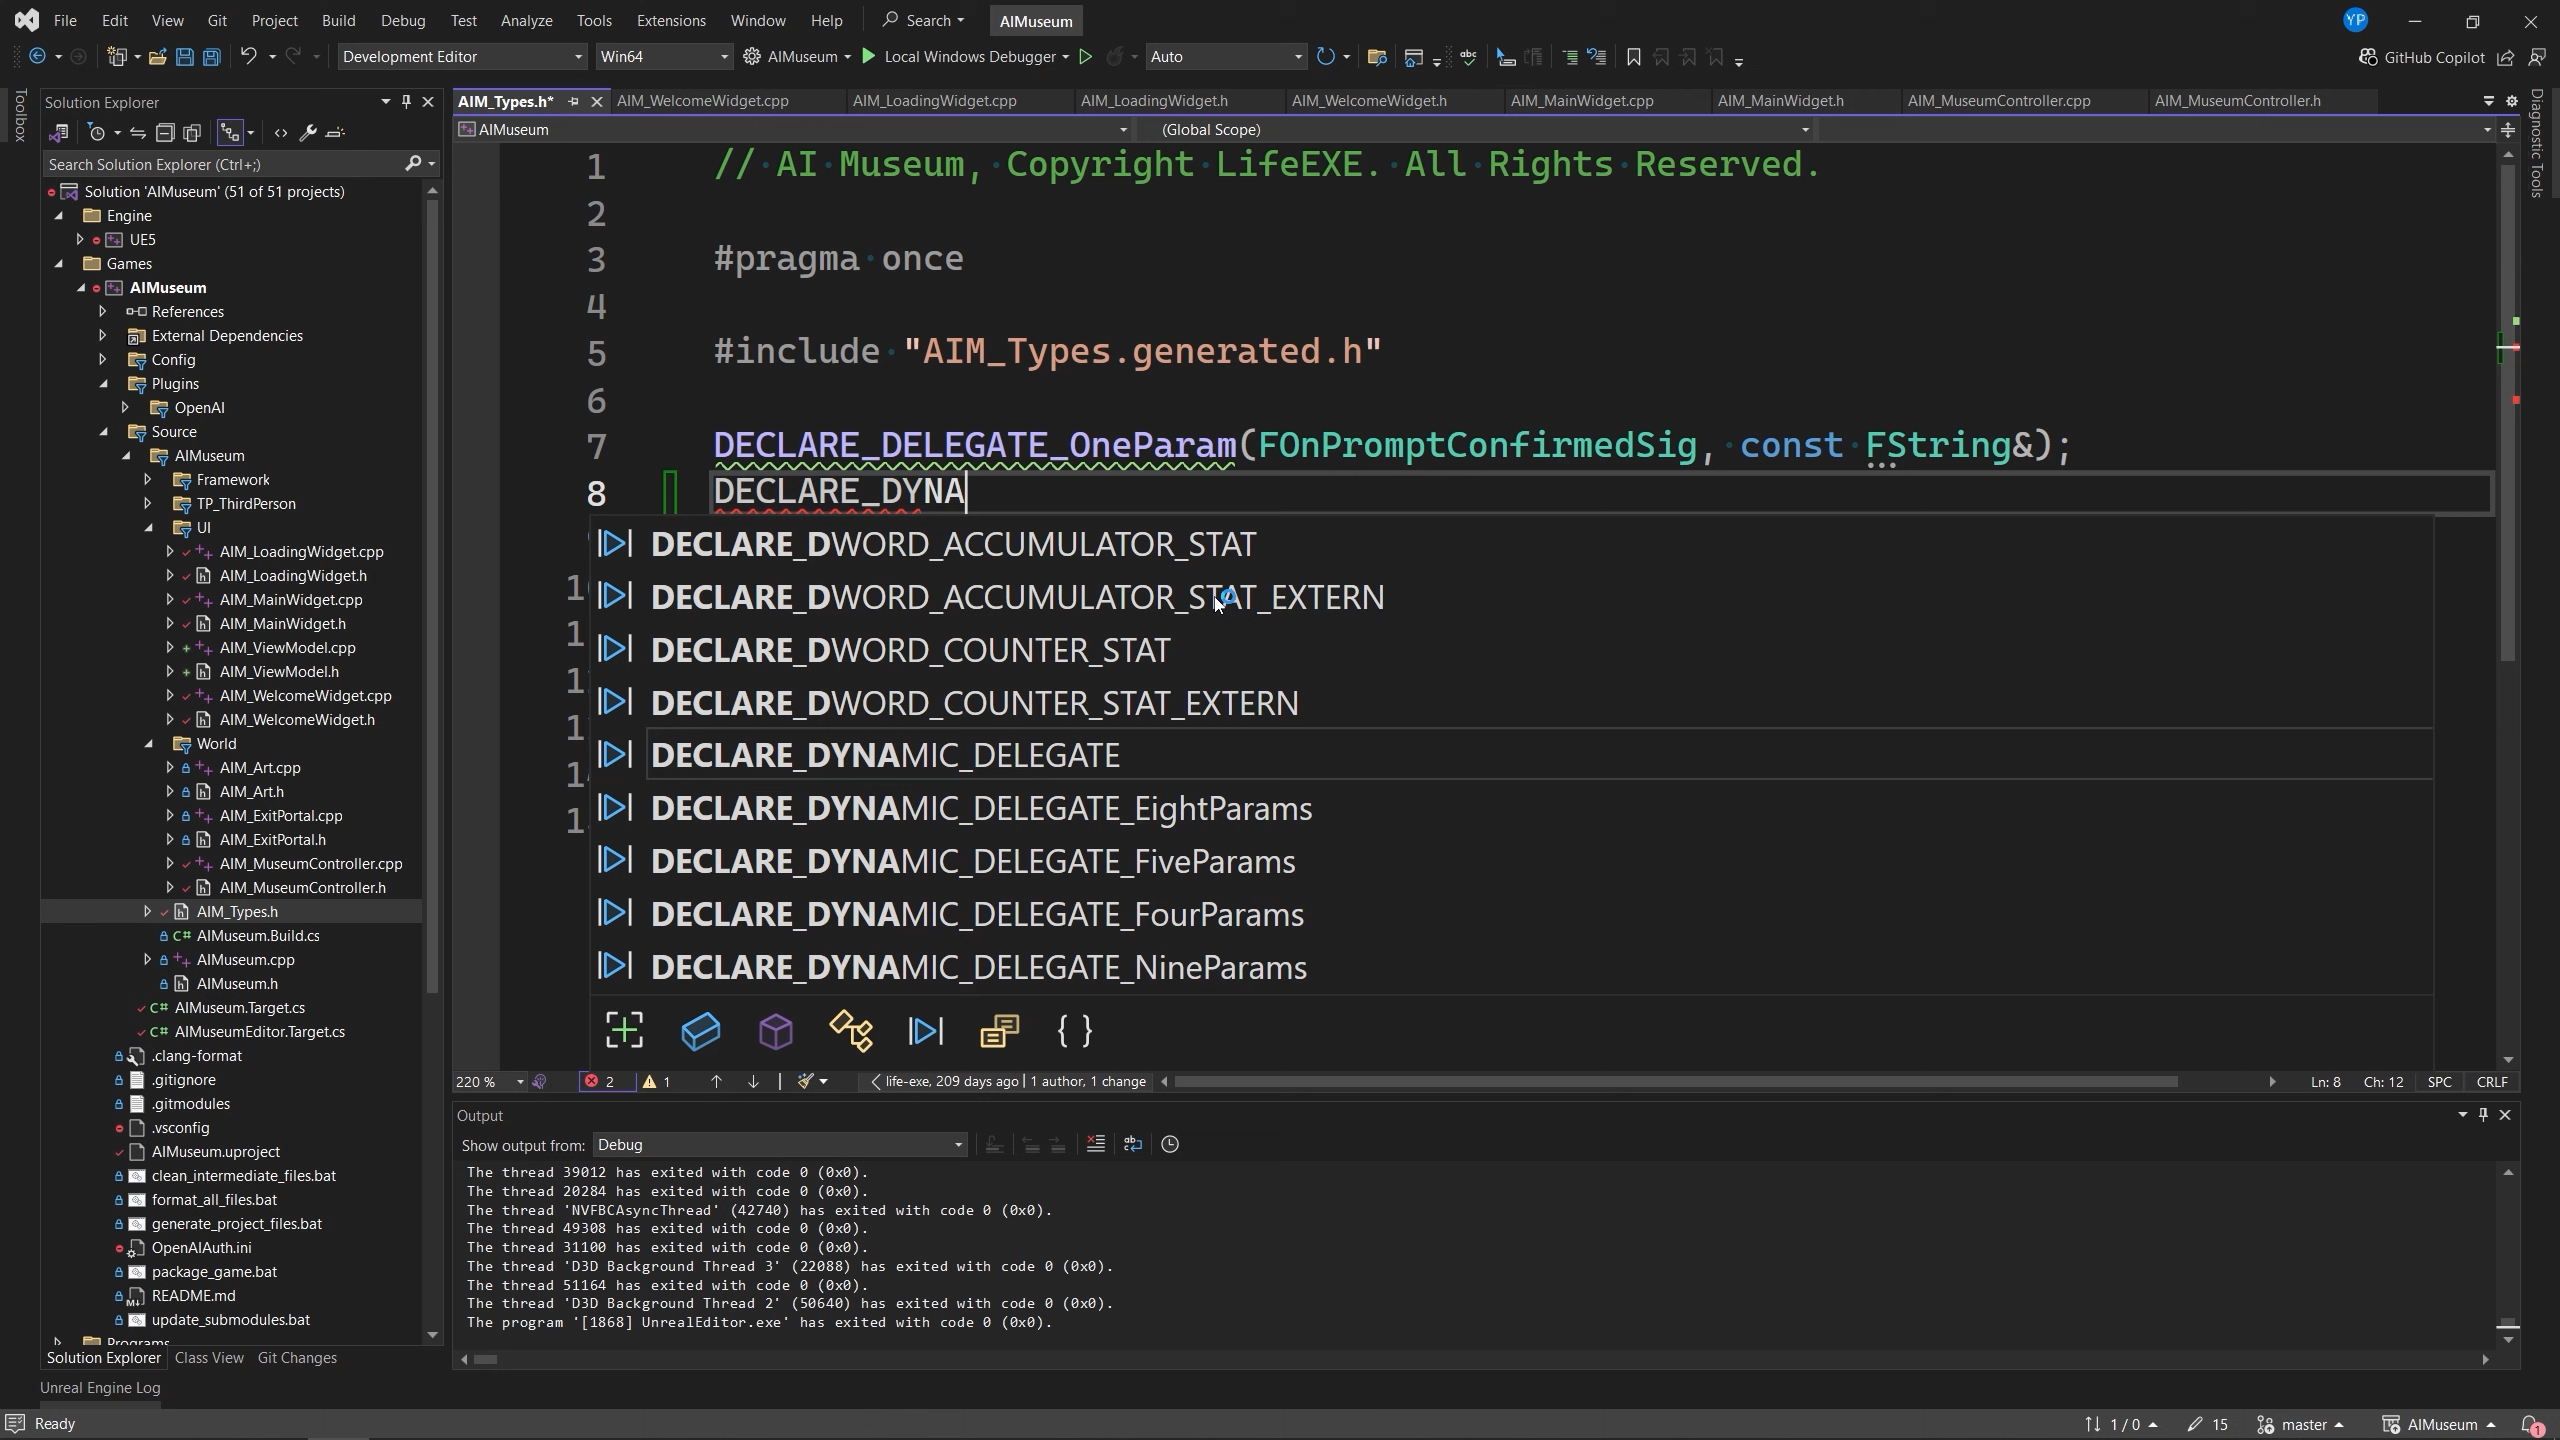 File Edit View Git Project Build Debug Test Analyze Tools Extensions Window Help Search AIMuseum YP
Development Editor Win64 AIMuseum Local Windows Debugger Auto GitHub Copilot
Toolbox
Solution Explorer
Search Solution Explorer (Ctrl+;)
Solution 'AIMuseum' (51 of 51 projects)
Engine
UE5
Games
AIMuseum
References
External Dependencies
Config
Plugins
OpenAI
Source
AIMuseum
Framework
TP_ThirdPerson
UI
AIM_LoadingWidget.cpp
AIM_LoadingWidget.h
AIM_MainWidget.cpp
AIM_MainWidget.h
AIM_ViewModel.cpp
AIM_ViewModel.h
AIM_WelcomeWidget.cpp
AIM_WelcomeWidget.h
World
AIM_Art.cpp
AIM_Art.h
AIM_ExitPortal.cpp
AIM_ExitPortal.h
AIM_MuseumController.cpp
AIM_MuseumController.h
AIM_Types.h
AIMuseum.Build.cs
AIMuseum.cpp
AIMuseum.h
AIMuseum.Target.cs
AIMuseumEditor.Target.cs
.clang-format
.gitignore
.gitmodules
.vsconfig
AIMuseum.uproject
clean_intermediate_files.bat
format_all_files.bat
generate_project_files.bat
OpenAIAuth.ini
package_game.bat
README.md
update_submodules.bat
Programs
Solution Explorer Class View Git Changes
AIM_Types.h* AIM_WelcomeWidget.cpp AIM_LoadingWidget.cpp AIM_LoadingWidget.h AIM_WelcomeWidget.h AIM_MainWidget.cpp AIM_MainWidget.h AIM_MuseumController.cpp AIM_MuseumController.h
AIMuseum (Global Scope)
1 // AI Museum, Copyright LifeEXE. All Rights Reserved.
2
3 #pragma once
4
5 #include "AIM_Types.generated.h"
6
7 DECLARE_DELEGATE_OneParam(FOnPromptConfirmedSig, const FString&);
8 DECLARE_DYNA
DECLARE_DWORD_ACCUMULATOR_STAT
1 DECLARE_DWORD_ACCUMULATOR_STAT_EXTERN
1 DECLARE_DWORD_COUNTER_STAT
1 DECLARE_DWORD_COUNTER_STAT_EXTERN
1 DECLARE_DYNAMIC_DELEGATE
1 DECLARE_DYNAMIC_DELEGATE_EightParams
DECLARE_DYNAMIC_DELEGATE_FiveParams
DECLARE_DYNAMIC_DELEGATE_FourParams
DECLARE_DYNAMIC_DELEGATE_NineParams
{ }
220 % 2 1 life-exe, 209 days ago | 1 author, 1 change Ln: 8 Ch: 12 SPC CRLF
Output
Show output from: Debug
The thread 39012 has exited with code 0 (0x0).
The thread 20284 has exited with code 0 (0x0).
The thread 'NVFBCAsyncThread' (42740) has exited with code 0 (0x0).
The thread 49308 has exited with code 0 (0x0).
The thread 31100 has exited with code 0 (0x0).
The thread 'D3D Background Thread 3' (22088) has exited with code 0 (0x0).
The thread 51164 has exited with code 0 (0x0).
The thread 'D3D Background Thread 2' (50640) has exited with code 0 (0x0).
The program '[1868] UnrealEditor.exe' has exited with code 0 (0x0).
Diagnostic Tools
Unreal Engine Log
Ready 1 / 0 15 master AIMuseum 1